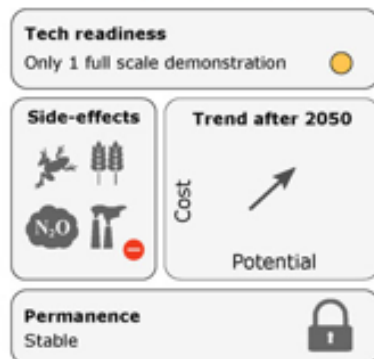 Tech readiness
Only 1 full scale demonstration
Side-effects
N₂O
Trend after 2050
Cost
Potential
Permanence
Stable